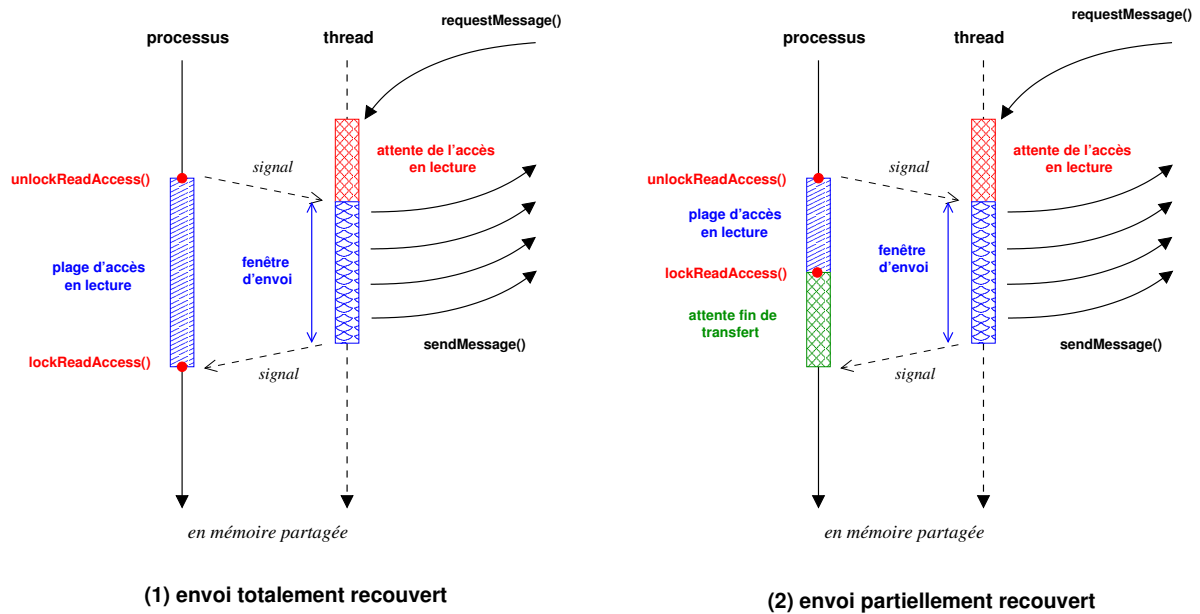 requestMessage()
processus
thread
signal
attente de l'accès
en lecture
unlockReadAccess()
plage d'accès
en lecture
fenêtre
d'envoi
lockReadAccess()
signal
sendMessage()
en mémoire partagée
(1) envoi totalement recouvert
requestMessage()
processus
thread
signal
attente de l'accès
en lecture
unlockReadAccess()
plage d'accès
en lecture
fenêtre
d'envoi
lockReadAccess()
attente fin de
transfert
signal
sendMessage()
en mémoire partagée
(2) envoi partiellement recouvert